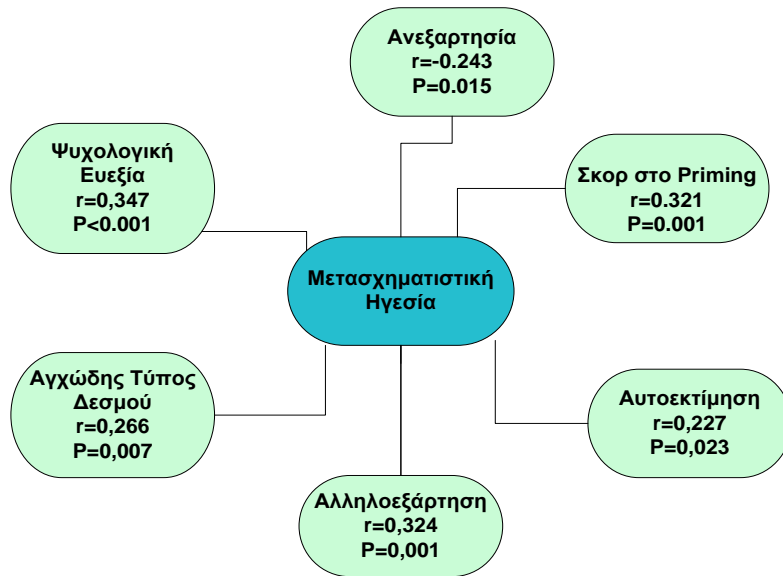 Ανεξαρτησία
r=-0.243
P=0.015
Ψυχολογική
Ευεξία
r=0,347
P<0.001
Σκορ στο Priming
r=0.321
P=0.001
Μετασχηματιστική
Ηγεσία
Αγχώδης Τύπος
Δεσμού
r=0,266
P=0,007
Αυτοεκτίμηση
r=0,227
P=0,023
Αλληλοεξάρτηση
r=0,324
P=0,001